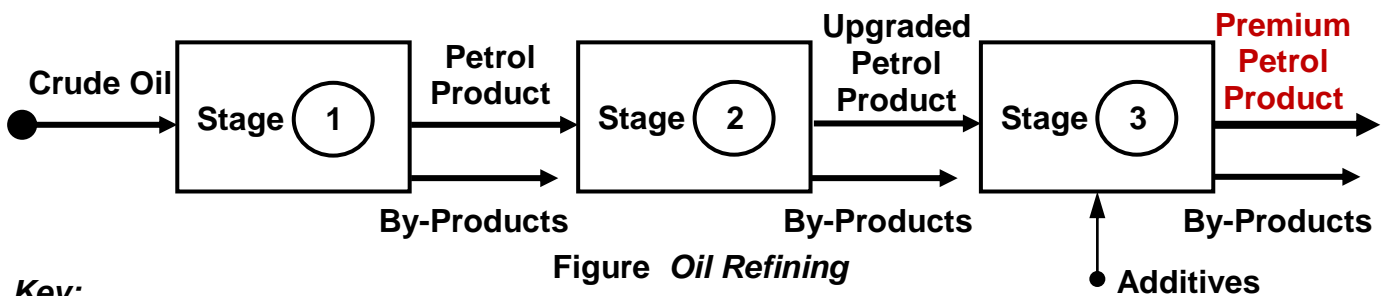 Crude Oil
Stage 1
Petrol
Product
By-Products
Stage 2
Upgraded
Petrol
Product
By-Products
Stage 3
Premium
Petrol
Product
By-Products
Additives
Figure Oil Refining
Key: